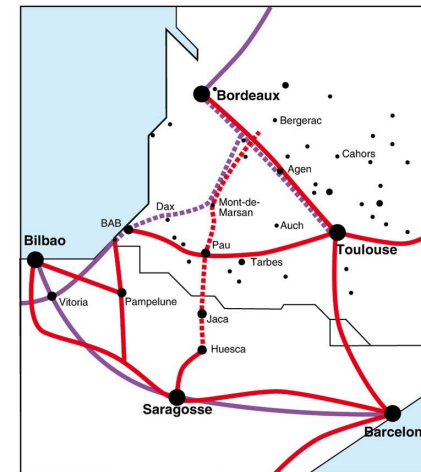 Bordeaux
Bergerac
Cahors
Agen
Dax
Mont-de-
Marsan
BAB
Auch
Bilbao
Pau
Toulouse
Tarbes
Vitoria
Pampelune
Jaca
Huesca
Saragosse
Barcelon